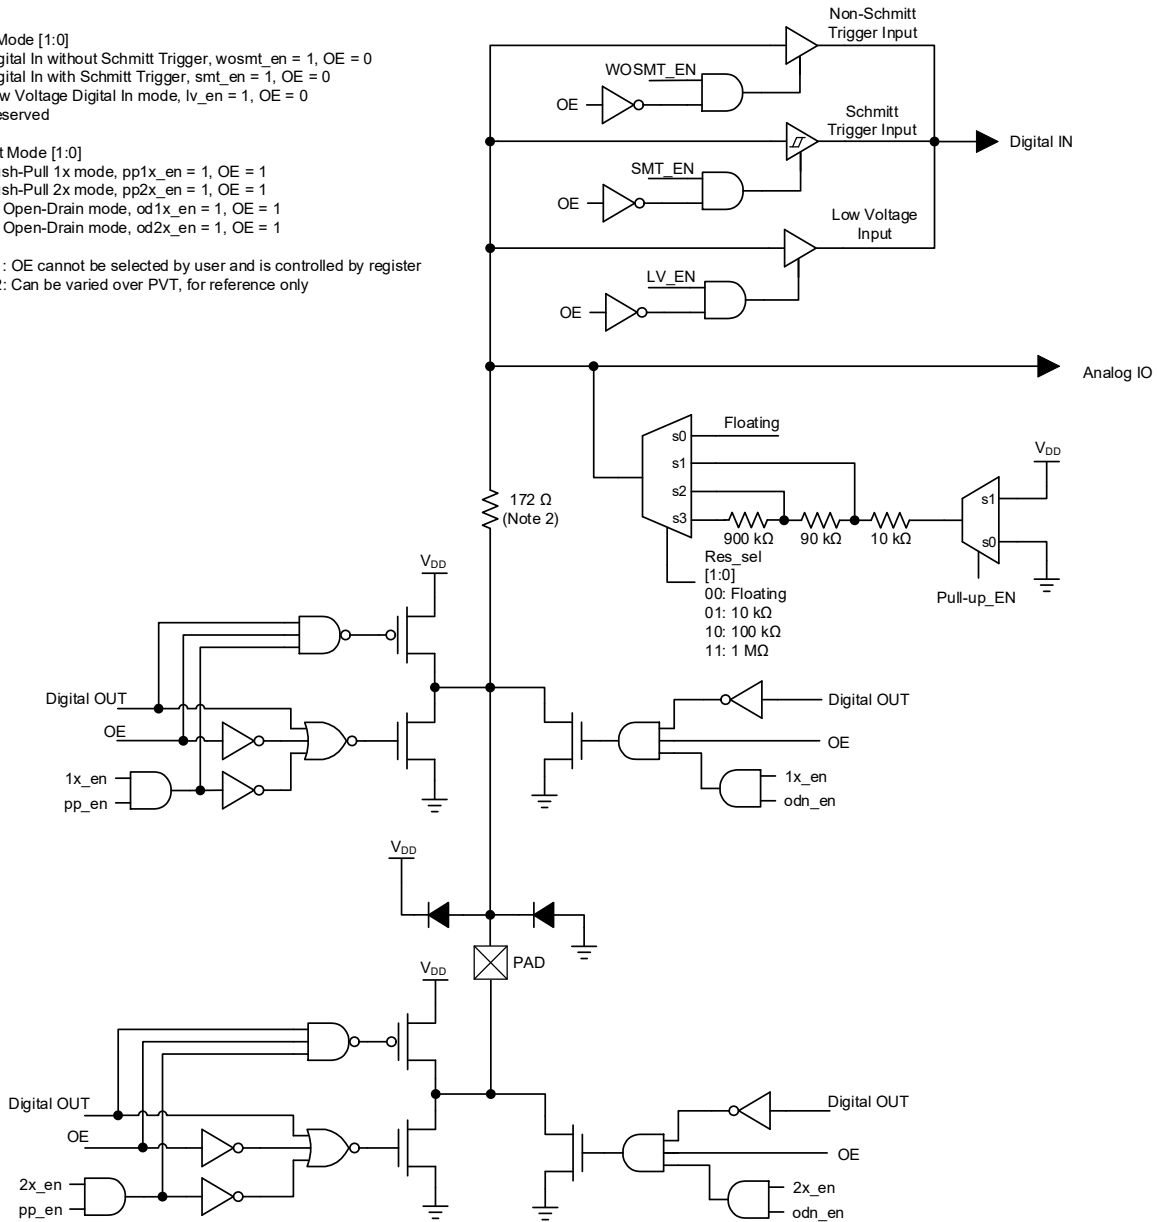 Mode [1:0]
gital In without Schmitt Trigger, wosmt_en = 1, OE = 0
gital In with Schmitt Trigger, smt_en = 1, OE = 0
w Voltage Digital In mode, lv_en = 1, OE = 0
eserved
t Mode [1:0]
ush-Pull 1x mode, pp1x_en = 1, OE = 1
ush-Pull 2x mode, pp2x_en = 1, OE = 1
Open-Drain mode, od1x_en = 1, OE = 1
Open-Drain mode, od2x_en = 1, OE = 1
: OE cannot be selected by user and is controlled by register
2: Can be varied over PVT, for reference only
Non-Schmitt
Trigger Input
WOSMT_EN
OE
Schmitt
Trigger Input
Digital IN
SMT_EN
OE
Low Voltage
Input
LV_EN
OE
Analog IO
Floating
s0
s1
s2
s3
900 kΩ
90 kΩ
10 kΩ
VDD
s1
s0
Pull-up_EN
Res_sel
[1:0]
00: Floating
01: 10 kΩ
10: 100 kΩ
11: 1 MΩ
172 Ω
(Note 2)
VDD
Digital OUT
OE
1x_en
pp_en
Digital OUT
OE
1x_en
odn_en
VDD
PAD
VDD
Digital OUT
OE
2x_en
pp_en
Digital OUT
OE
2x_en
odn_en